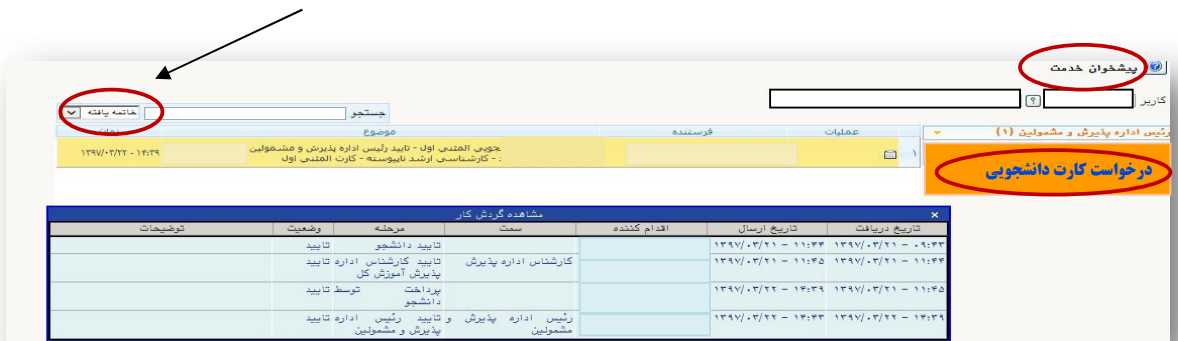 پیشخوان خدمت
کاربر
جستجو خاتمه یافته
رئیس اداره پذیرش و مشمولین (۱)
عملیات فرستنده موضوع زمان
۱ جویی المثنی اول - تایید رئیس اداره پذیرش و مشمولین ۱۳۹۷/۰۳/۲۲ - ۱۴:۳۹
- کارشناسی ارشد ناپیوسته - کارت المثنی اول
درخواست کارت دانشجویی
مشاهده گردش کار
تاریخ دریافت تاریخ ارسال اقدام کننده سمت مرحله وضعیت توضیحات
۱۳۹۷/۰۳/۲۱ - ۰۹:۴۳ ۱۳۹۷/۰۳/۲۱ - ۱۱:۴۴ تایید دانشجو تایید
۱۳۹۷/۰۳/۲۱ - ۱۱:۴۴ ۱۳۹۷/۰۳/۲۱ - ۱۱:۴۵ کارشناس اداره پذیرش تایید کارشناس اداره تایید
پذیرش آموزش کل
۱۳۹۷/۰۳/۲۱ - ۱۱:۴۵ ۱۳۹۷/۰۳/۲۲ - ۱۴:۳۹ پرداخت توسط تایید
دانشجو
۱۳۹۷/۰۳/۲۲ - ۱۴:۳۹ ۱۳۹۷/۰۳/۲۲ - ۱۴:۴۳ رئیس اداره پذیرش و تایید رئیس اداره تایید
مشمولین پذیرش و مشمولین